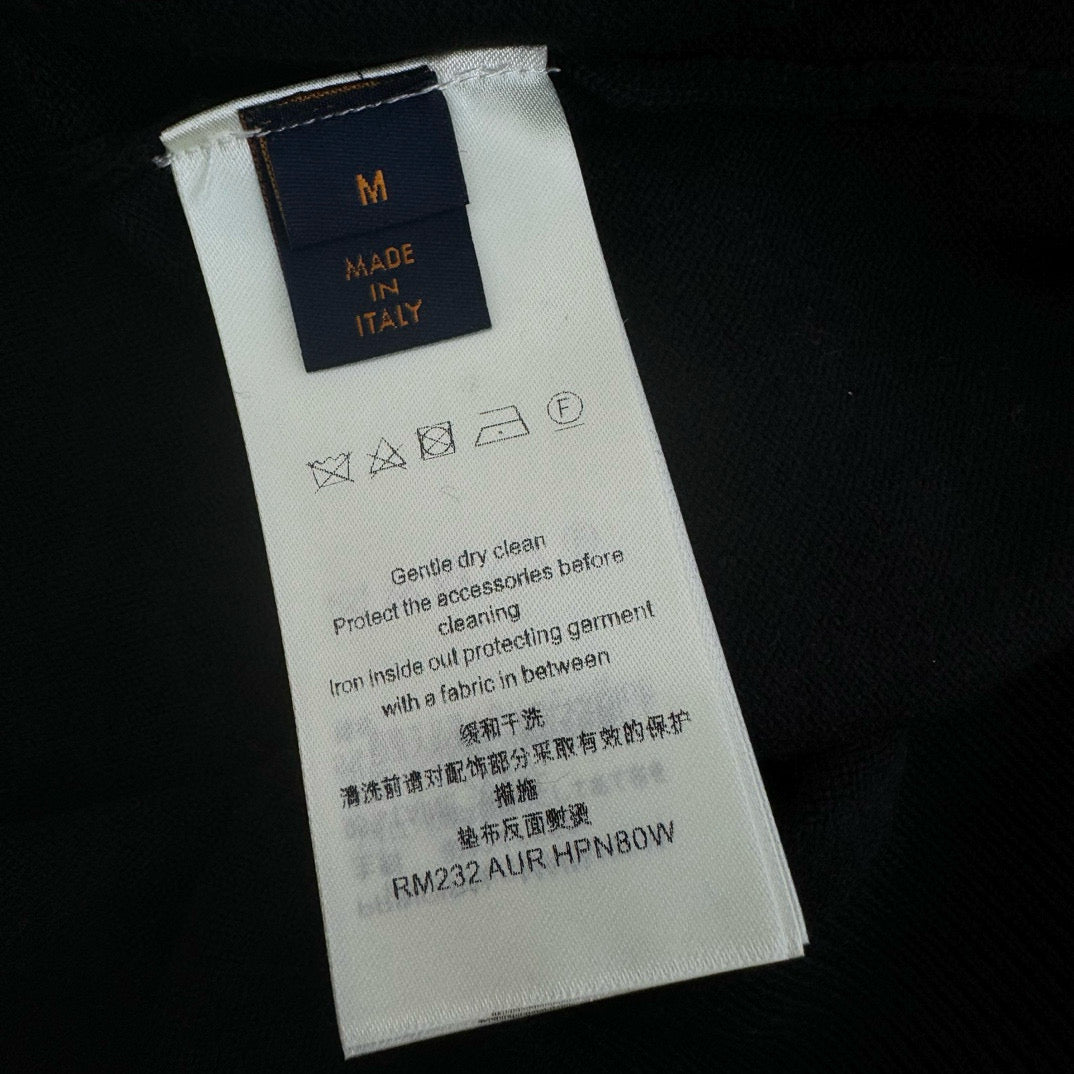 M
MADE
IN
ITALY
F
Gentle dry clean
Protect the accessories before
cleaning
Iron inside out protecting garment
with a fabric in between
缓和干洗
清洗前请对配饰部分采取有效的保护
措施
垫布反面熨烫
RM232 AUR HPN80W